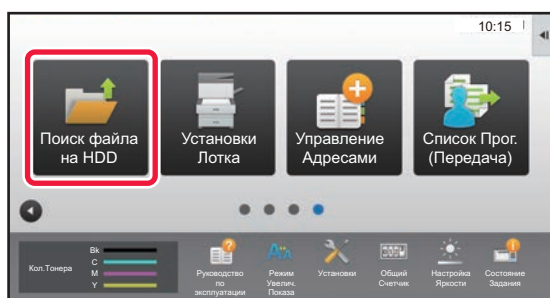 10:15
Поиск файла
на HDD
Установки
Лотка
Управление
Адресами
Список Прог.
(Передача)
Кол.Тонера
Bk
C
M
Y
Руководство
по
эксплуатации
Режим
Увелич.
Показа
Установки
Общий
Счетчик
Настройка
Яркости
Состояние
Задания